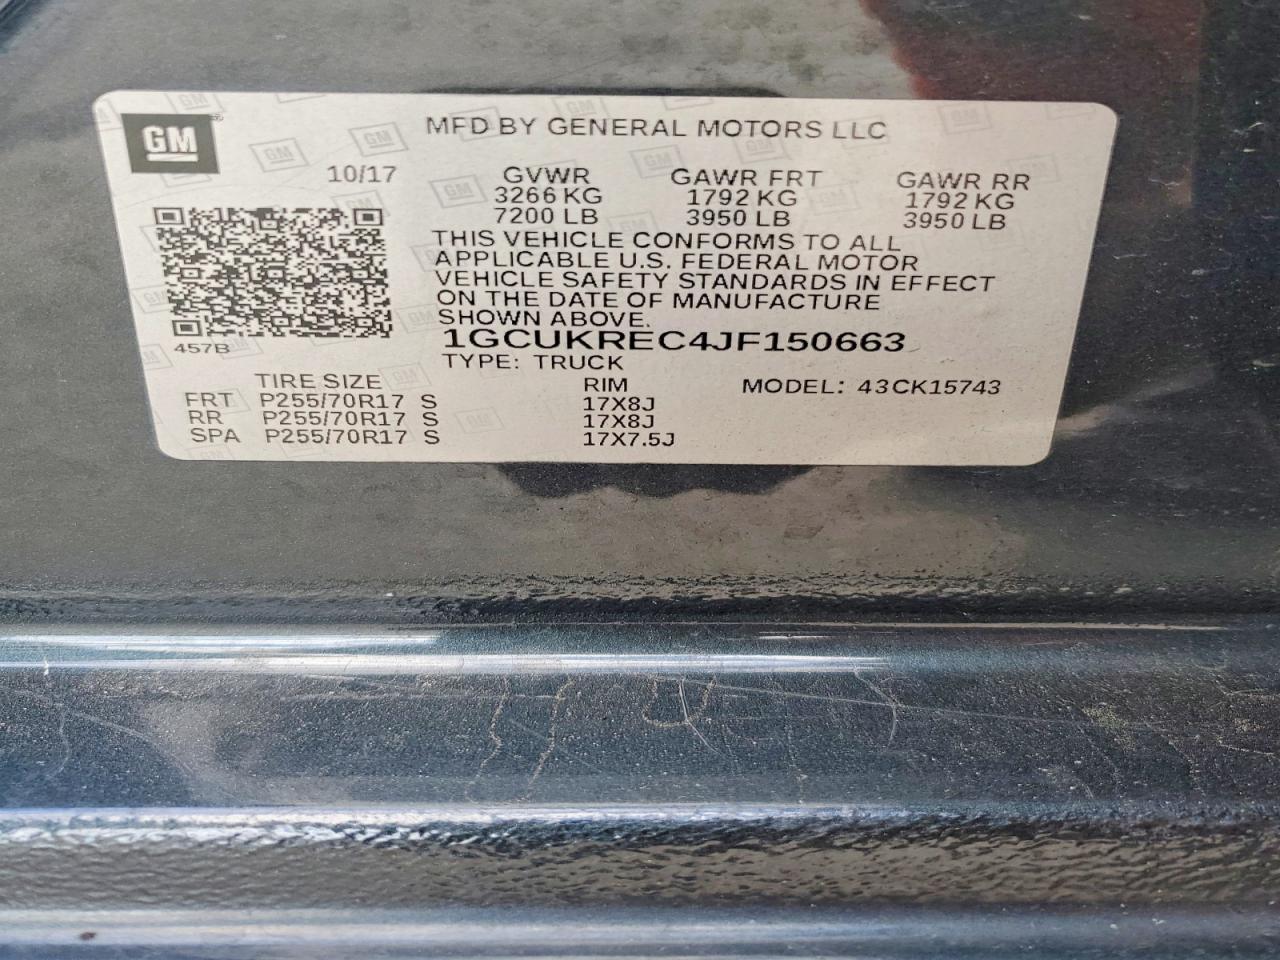 GM
MFD BY GENERAL MOTORS LLC
10/17 GVWR GAWR FRT GAWR RR
3266 KG 1792 KG 1792 KG
7200 LB 3950 LB 3950 LB
THIS VEHICLE CONFORMS TO ALL
APPLICABLE U.S. FEDERAL MOTOR
VEHICLE SAFETY STANDARDS IN EFFECT
ON THE DATE OF MANUFACTURE
SHOWN ABOVE.
1GCUKREC4JF150663
457B
TYPE: TRUCK
TIRE SIZE RIM MODEL: 43CK15743
FRT P255/70R17 S 17X8J
RR P255/70R17 S 17X8J
SPA P255/70R17 S 17X7.5J